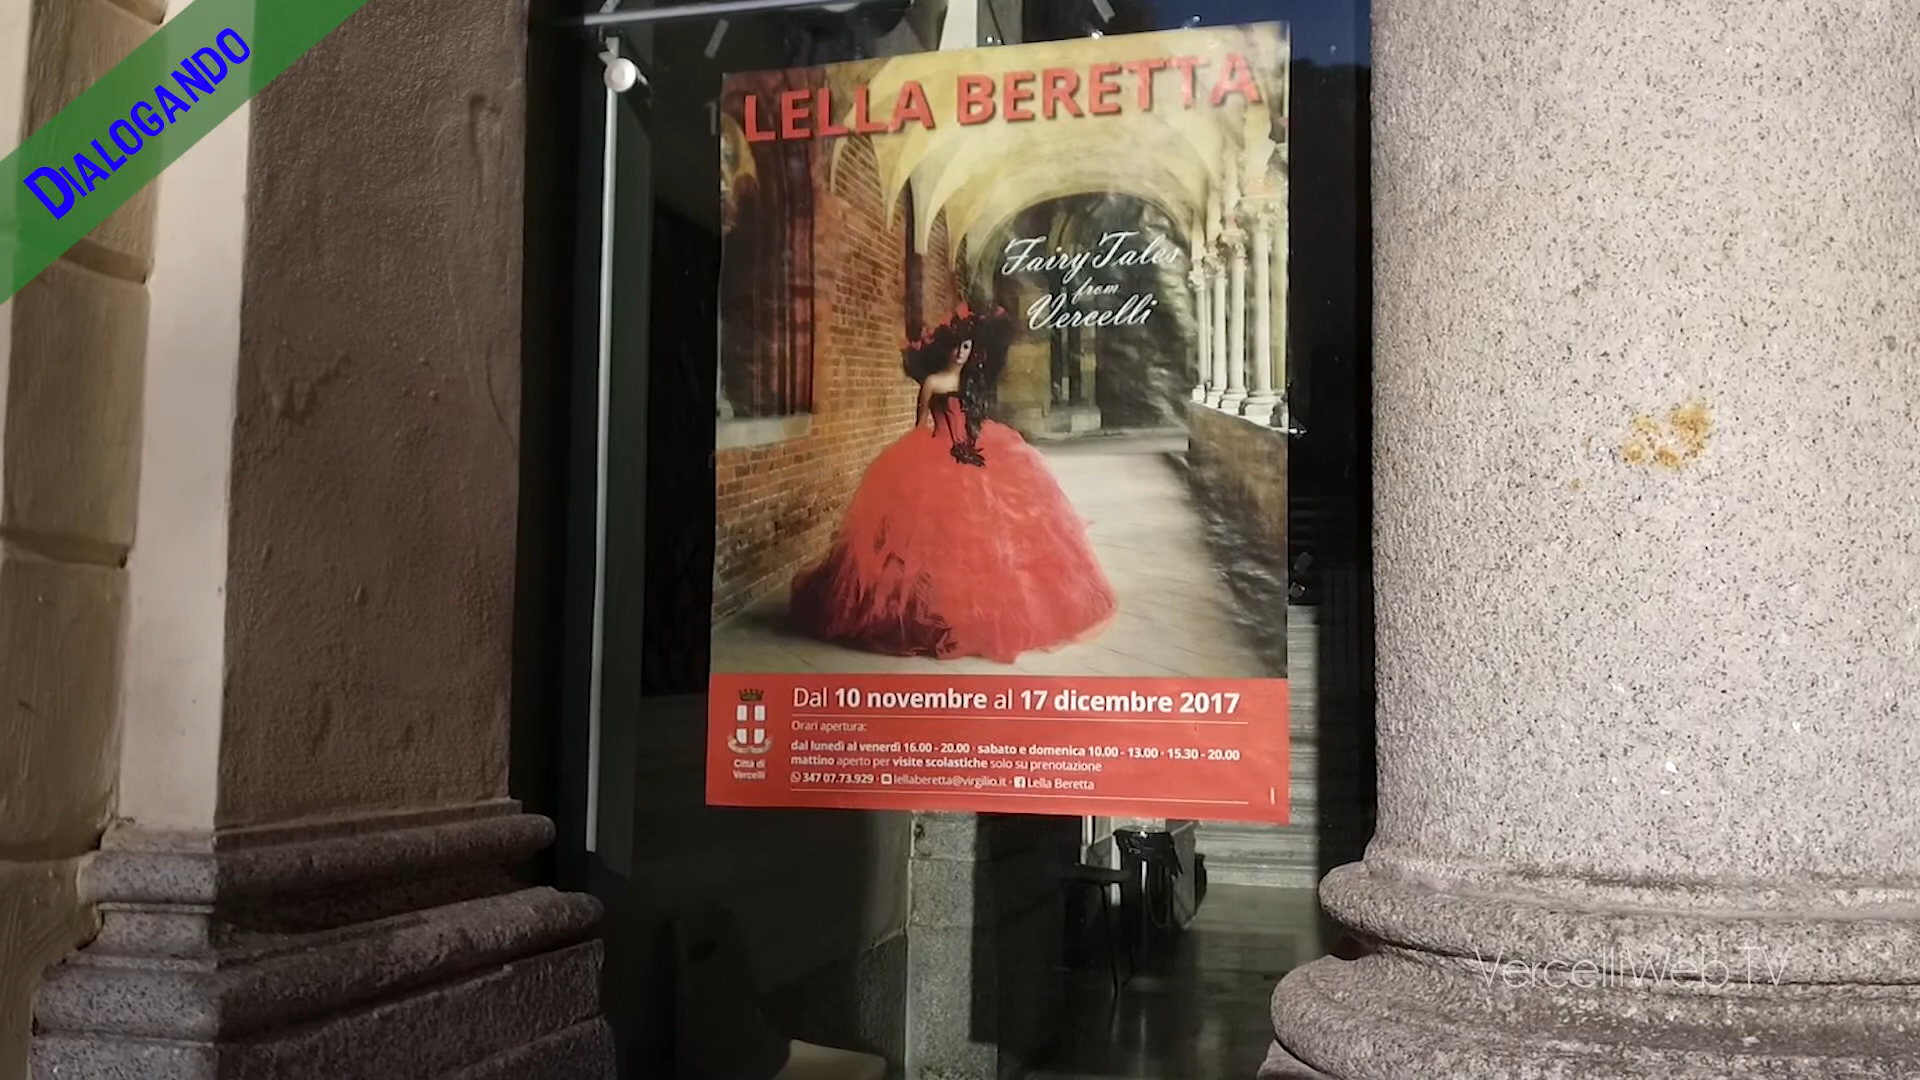 DIALOGANDO
LELLA BERETTA
Fairy Tales
from
Vercelli
Dal 10 novembre al 17 dicembre 2017
Orari apertura:
dal lunedì al venerdì 16.00 - 20.00 · sabato e domenica 10.00 - 13.00 · 15.30 - 20.00
mattino aperto per visite scolastiche solo su prenotazione
347 07.73.929 · lellaberetta@virgilio.it · Lella Beretta
Città di
Vercelli
VercelliWeb.TV